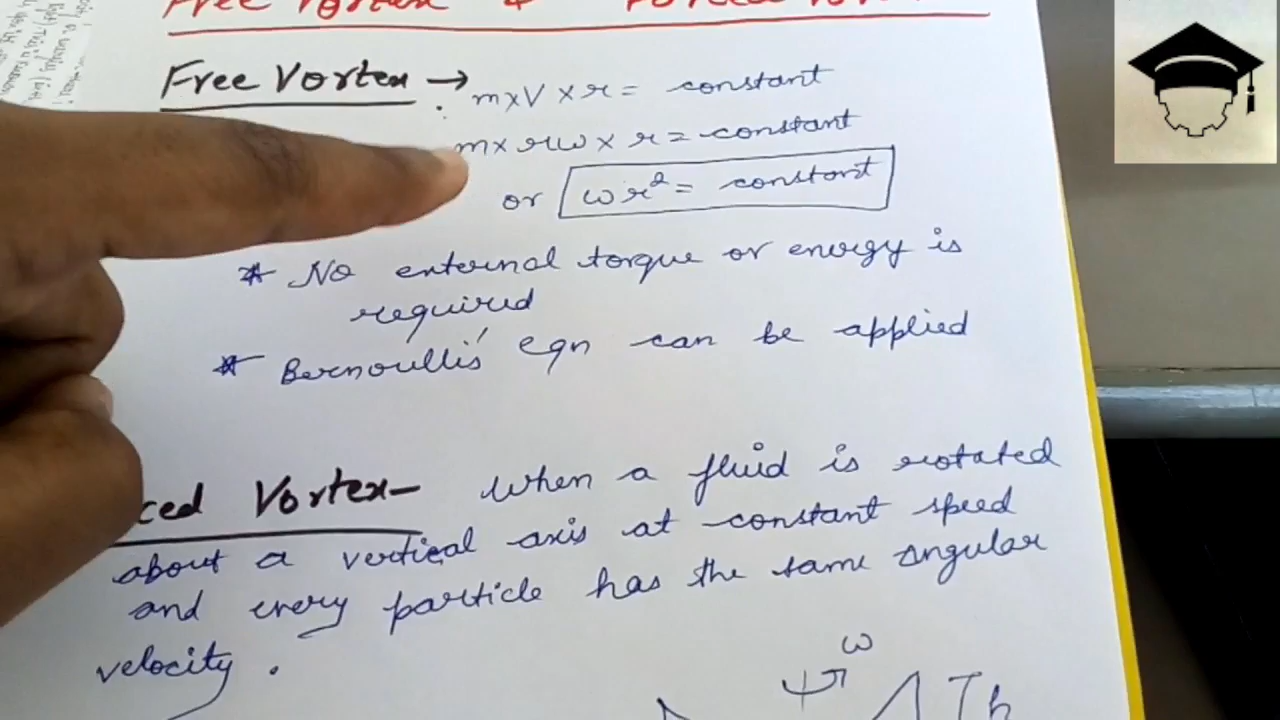 Free Vortex &
Free Vortex →
m×V×r = constant
m×rω×r = constant
or ωr² = constant
* No external torque or energy is
required
* Bernoulli's eqn can be applied
Vortex- When a fluid is rotated
about a vertical axis at constant speed
and every particle has the same angular
velocity.
ω
h